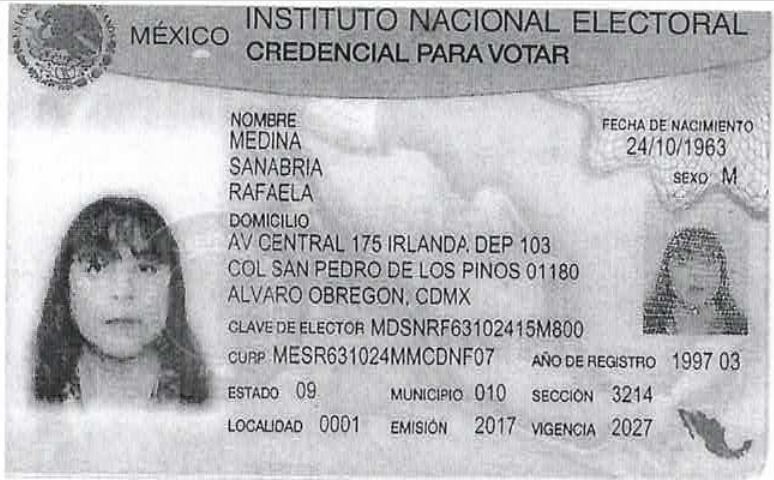 MÉXICO INSTITUTO NACIONAL ELECTORAL
CREDENCIAL PARA VOTAR
NOMBRE
MEDINA
SANABRIA
RAFAELA
FECHA DE NACIMIENTO
24/10/1963
SEXO M
DOMICILIO
AV CENTRAL 175 IRLANDA DEP 103
COL SAN PEDRO DE LOS PINOS 01180
ALVARO OBREGON, CDMX
CLAVE DE ELECTOR MDSNRF63102415M800
CURP MESR631024MMCDNF07 AÑO DE REGISTRO 1997 03
ESTADO 09 MUNICIPIO 010 SECCIÓN 3214
LOCALIDAD 0001 EMISIÓN 2017 VIGENCIA 2027